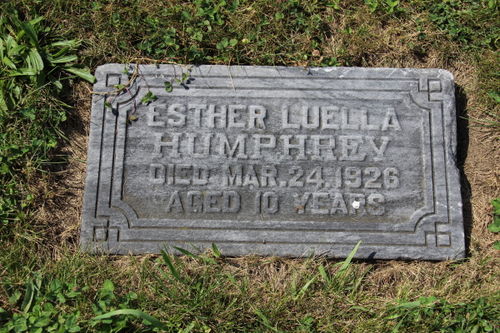 ESTHER LUELLA
HUMPHREY
DIED MAR. 24, 1926
AGED 10 YEARS